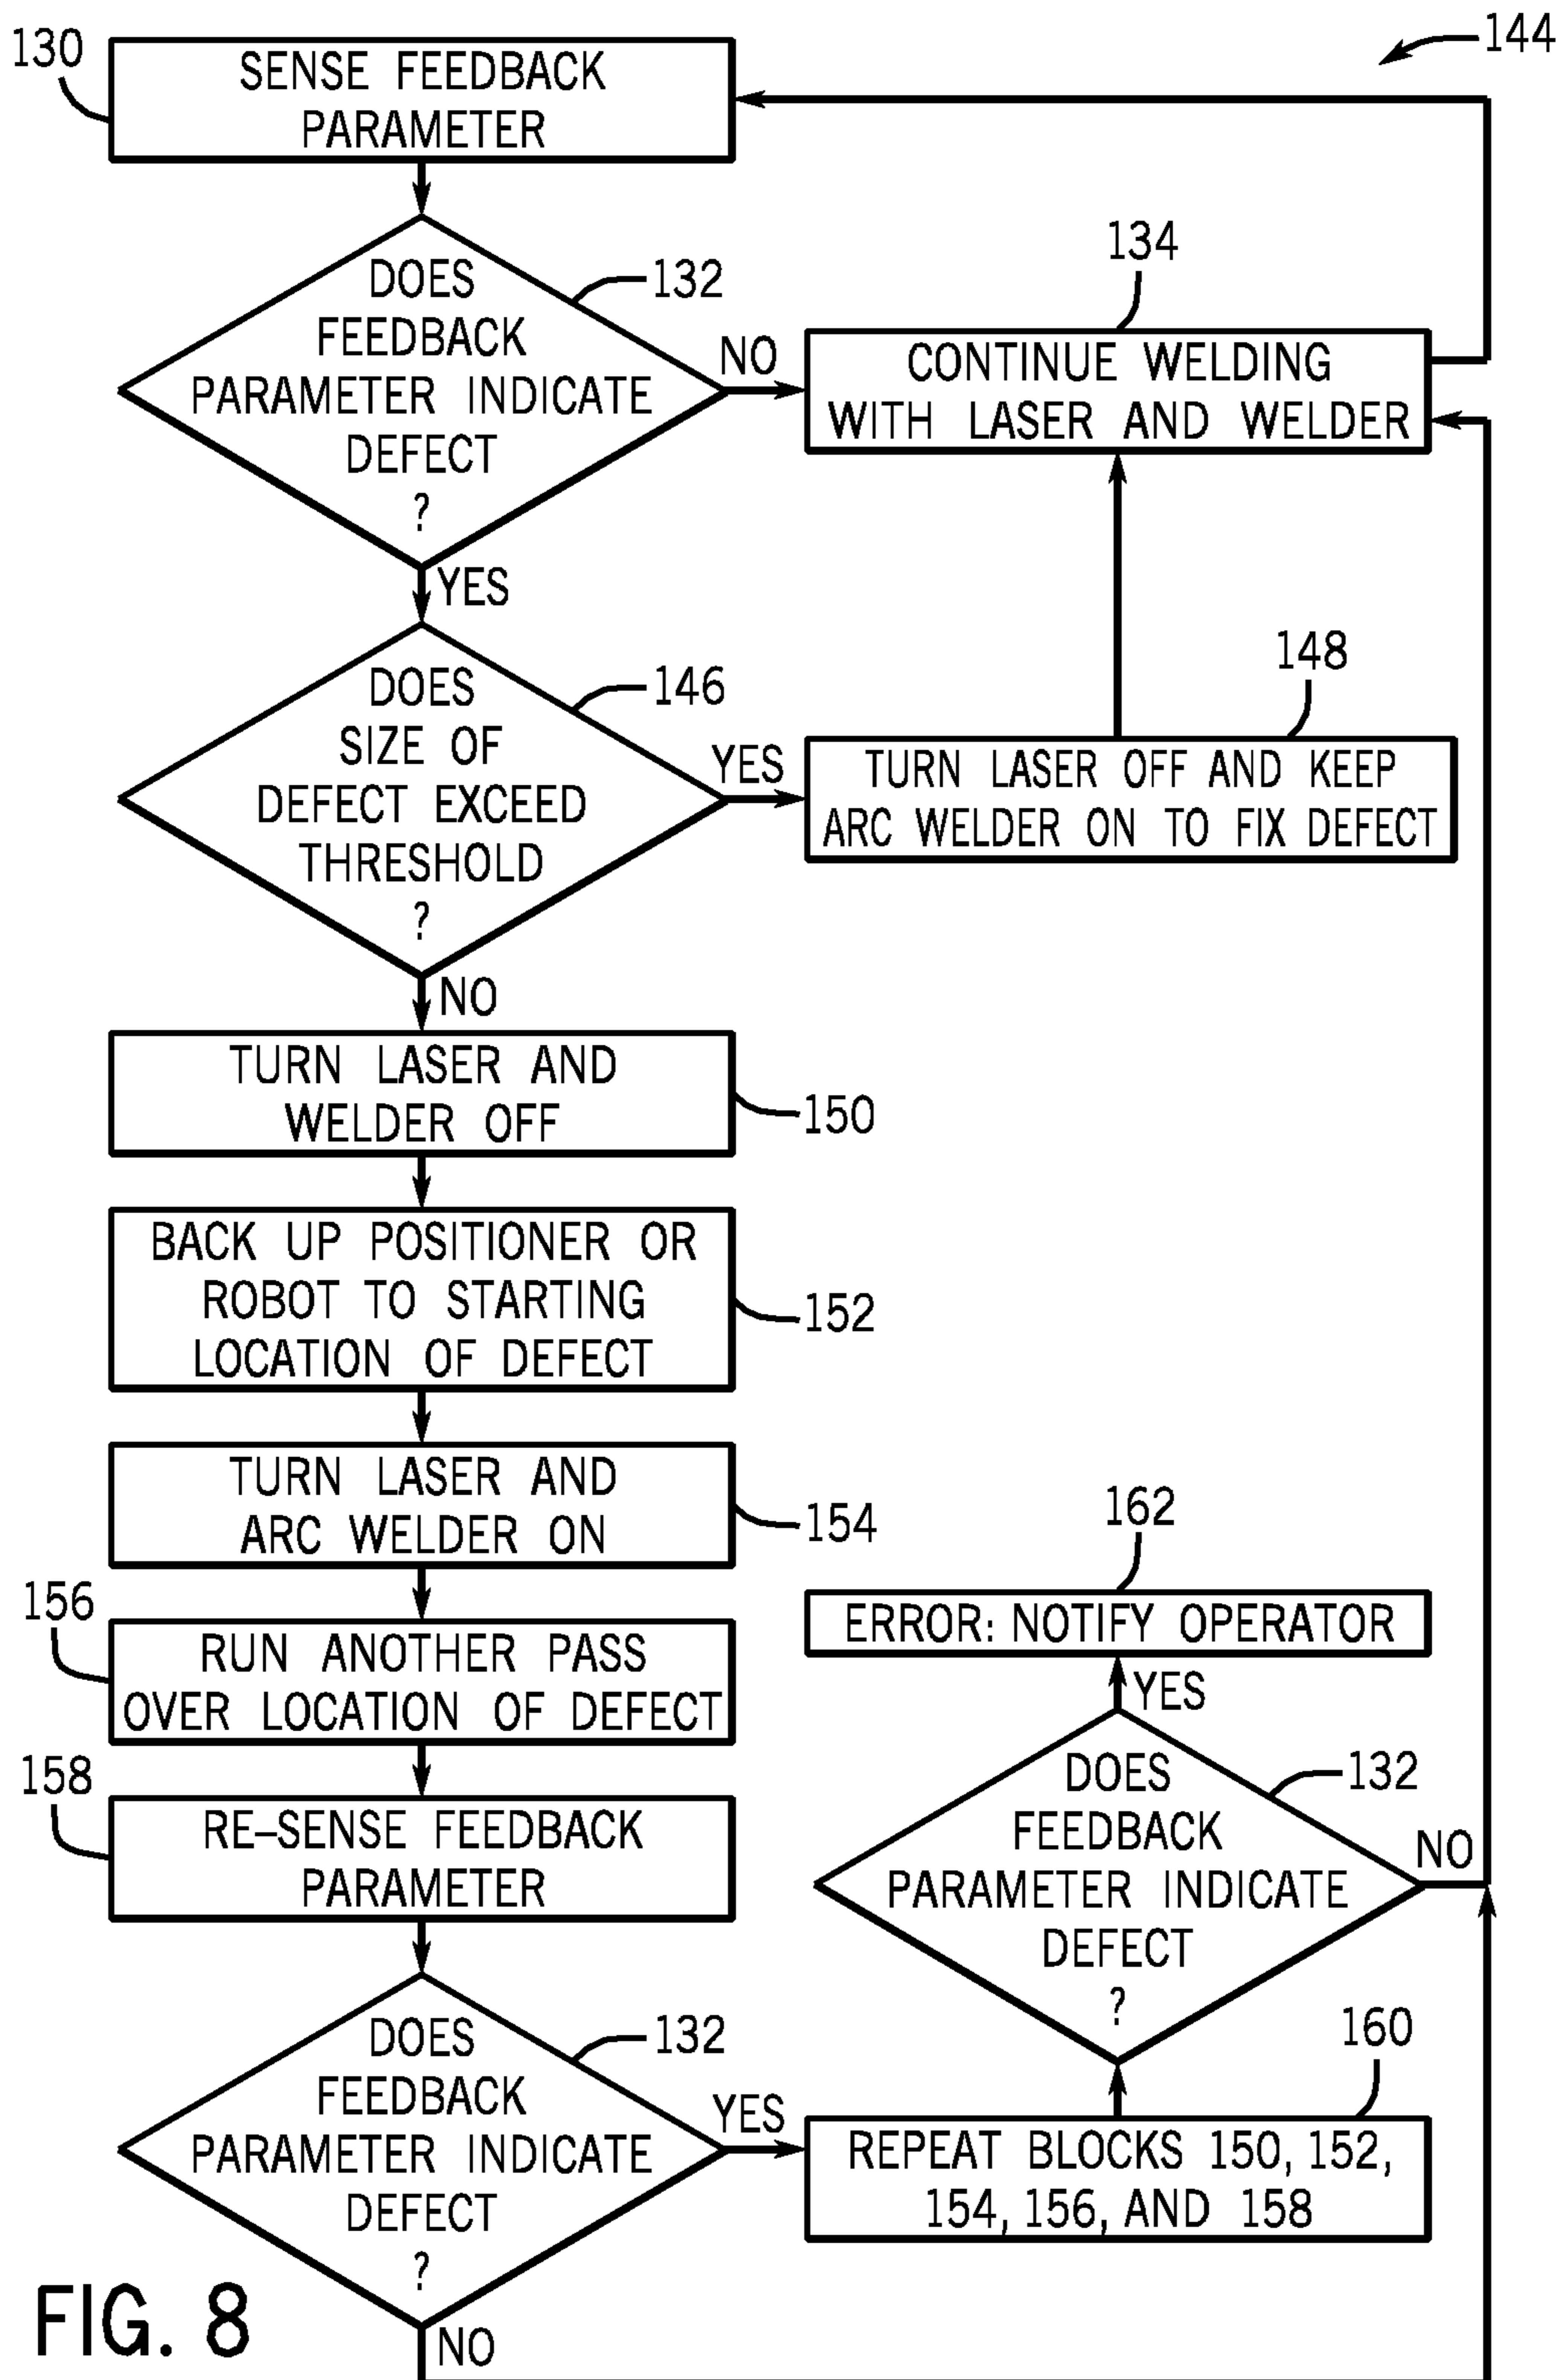 144
130
SENSE FEEDBACK
PARAMETER
132
DOES
FEEDBACK
PARAMETER INDICATE
DEFECT
?
NO
134
CONTINUE WELDING
WITH LASER AND WELDER
YES
146
DOES
SIZE OF
DEFECT EXCEED
THRESHOLD
?
YES
148
TURN LASER OFF AND KEEP
ARC WELDER ON TO FIX DEFECT
NO
TURN LASER AND
WELDER OFF
150
BACK UP POSITIONER OR
ROBOT TO STARTING
LOCATION OF DEFECT
152
TURN LASER AND
ARC WELDER ON
154
156
RUN ANOTHER PASS
OVER LOCATION OF DEFECT
158
RE-SENSE FEEDBACK
PARAMETER
132
DOES
FEEDBACK
PARAMETER INDICATE
DEFECT
?
YES
160
REPEAT BLOCKS 150, 152,
154, 156, AND 158
162
ERROR: NOTIFY OPERATOR
YES
132
DOES
FEEDBACK
PARAMETER INDICATE
DEFECT
?
NO
NO
FIG. 8